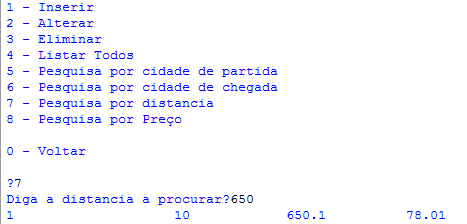 1 - Inserir
2 - Alterar
3 - Eliminar
4 - Listar Todos
5 - Pesquisa por cidade de partida
6 - Pesquisa por cidade de chegada
7 - Pesquisa por distancia
8 - Pesquisa por Preço
0 - Voltar
?7
Diga a distancia a procurar?650
1 10 650.1 78.01